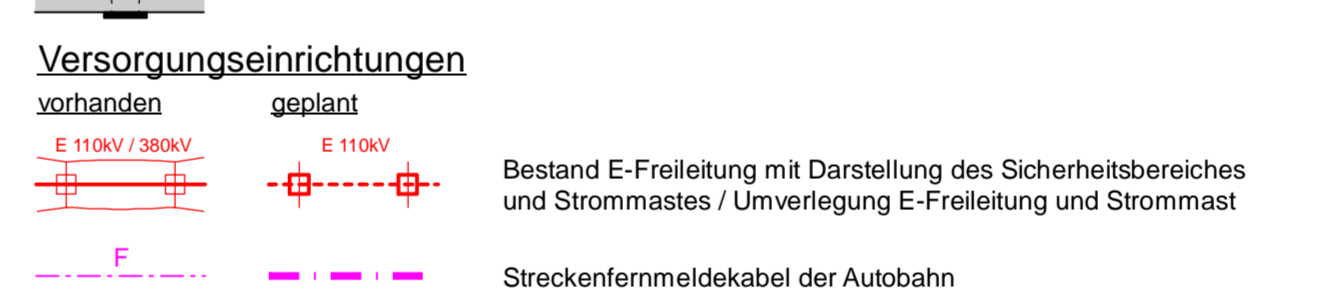 Versorgungseinrichtungen
vorhanden geplant
E 110kV / 380kV E 110kV
Bestand E-Freileitung mit Darstellung des Sicherheitsbereiches
und Strommastes / Umverlegung E-Freileitung und Strommast
F
Streckenfernmeldekabel der Autobahn